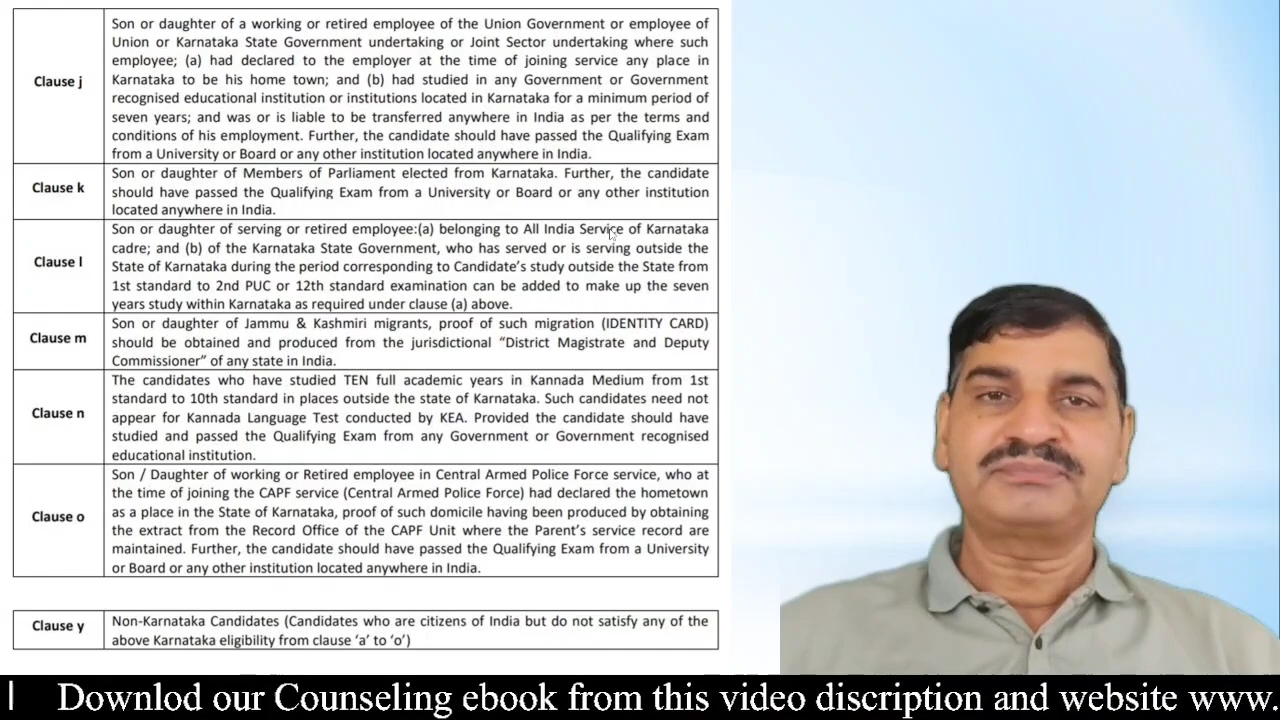 Clause j
Son or daughter of a working or retired employee of the Union Government or employee of
Union or Karnataka State Government undertaking or Joint Sector undertaking where such
employee; (a) had declared to the employer at the time of joining service any place in
Karnataka to be his home town; and (b) had studied in any Government or Government
recognised educational institution or institutions located in Karnataka for a minimum period of
seven years; and was or is liable to be transferred anywhere in India as per the terms and
conditions of his employment. Further, the candidate should have passed the Qualifying Exam
from a University or Board or any other institution located anywhere in India.
Clause k
Son or daughter of Members of Parliament elected from Karnataka. Further, the candidate
should have passed the Qualifying Exam from a University or Board or any other institution
located anywhere in India.
Clause l
Son or daughter of serving or retired employee:(a) belonging to All India Service of Karnataka
cadre; and (b) of the Karnataka State Government, who has served or is serving outside the
State of Karnataka during the period corresponding to Candidate's study outside the State from
1st standard to 2nd PUC or 12th standard examination can be added to make up the seven
years study within Karnataka as required under clause (a) above.
Clause m
Son or daughter of Jammu & Kashmiri migrants, proof of such migration (IDENTITY CARD)
should be obtained and produced from the jurisdictional “District Magistrate and Deputy
Commissioner” of any state in India.
Clause n
The candidates who have studied TEN full academic years in Kannada Medium from 1st
standard to 10th standard in places outside the state of Karnataka. Such candidates need not
appear for Kannada Language Test conducted by KEA. Provided the candidate should have
studied and passed the Qualifying Exam from any Government or Government recognised
educational institution.
Clause o
Son / Daughter of working or Retired employee in Central Armed Police Force service, who at
the time of joining the CAPF service (Central Armed Police Force) had declared the hometown
as a place in the State of Karnataka, proof of such domicile having been produced by obtaining
the extract from the Record Office of the CAPF Unit where the Parent's service record are
maintained. Further, the candidate should have passed the Qualifying Exam from a University
or Board or any other institution located anywhere in India.
Clause y
Non-Karnataka Candidates (Candidates who are citizens of India but do not satisfy any of the
above Karnataka eligibility from clause ‘a’ to ‘o’)
| Downlod our Counseling ebook from this video discription and website www.